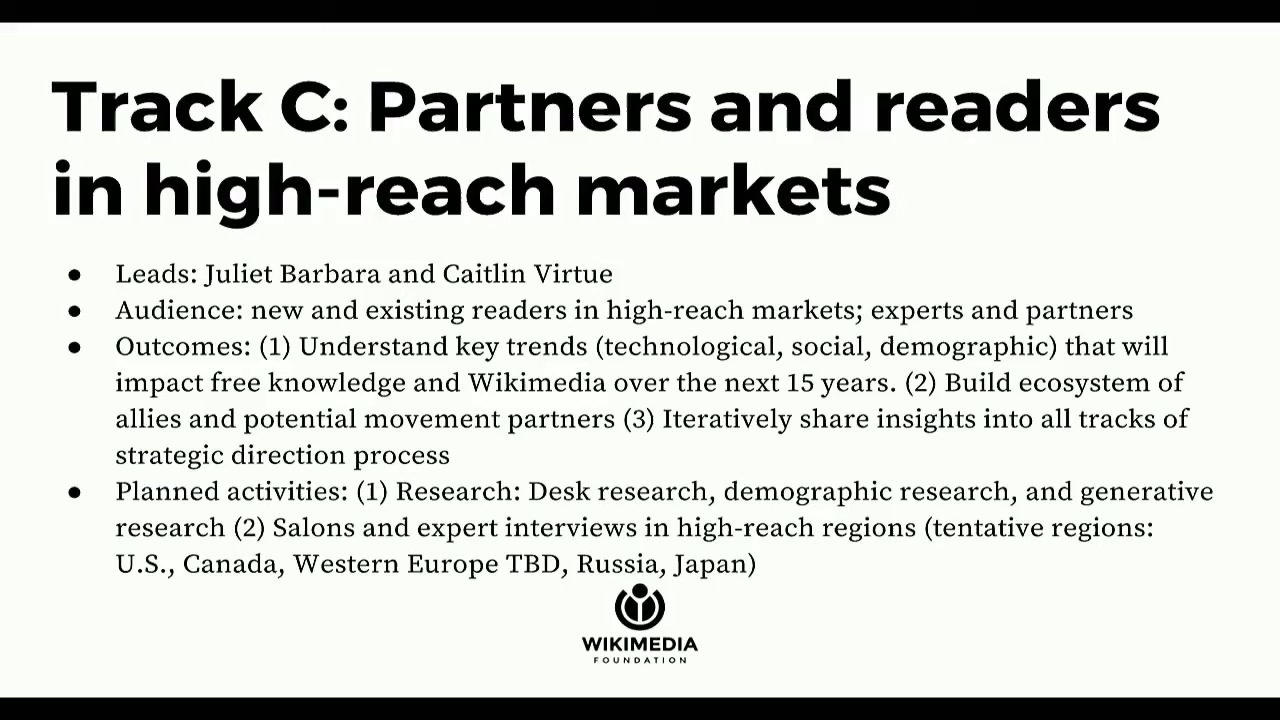 Track C: Partners and readers
in high-reach markets
● Leads: Juliet Barbara and Caitlin Virtue
● Audience: new and existing readers in high-reach markets; experts and partners
● Outcomes: (1) Understand key trends (technological, social, demographic) that will
impact free knowledge and Wikimedia over the next 15 years. (2) Build ecosystem of
allies and potential movement partners (3) Iteratively share insights into all tracks of
strategic direction process
● Planned activities: (1) Research: Desk research, demographic research, and generative
research (2) Salons and expert interviews in high-reach regions (tentative regions:
U.S., Canada, Western Europe TBD, Russia, Japan)
WIKIMEDIA
FOUNDATION